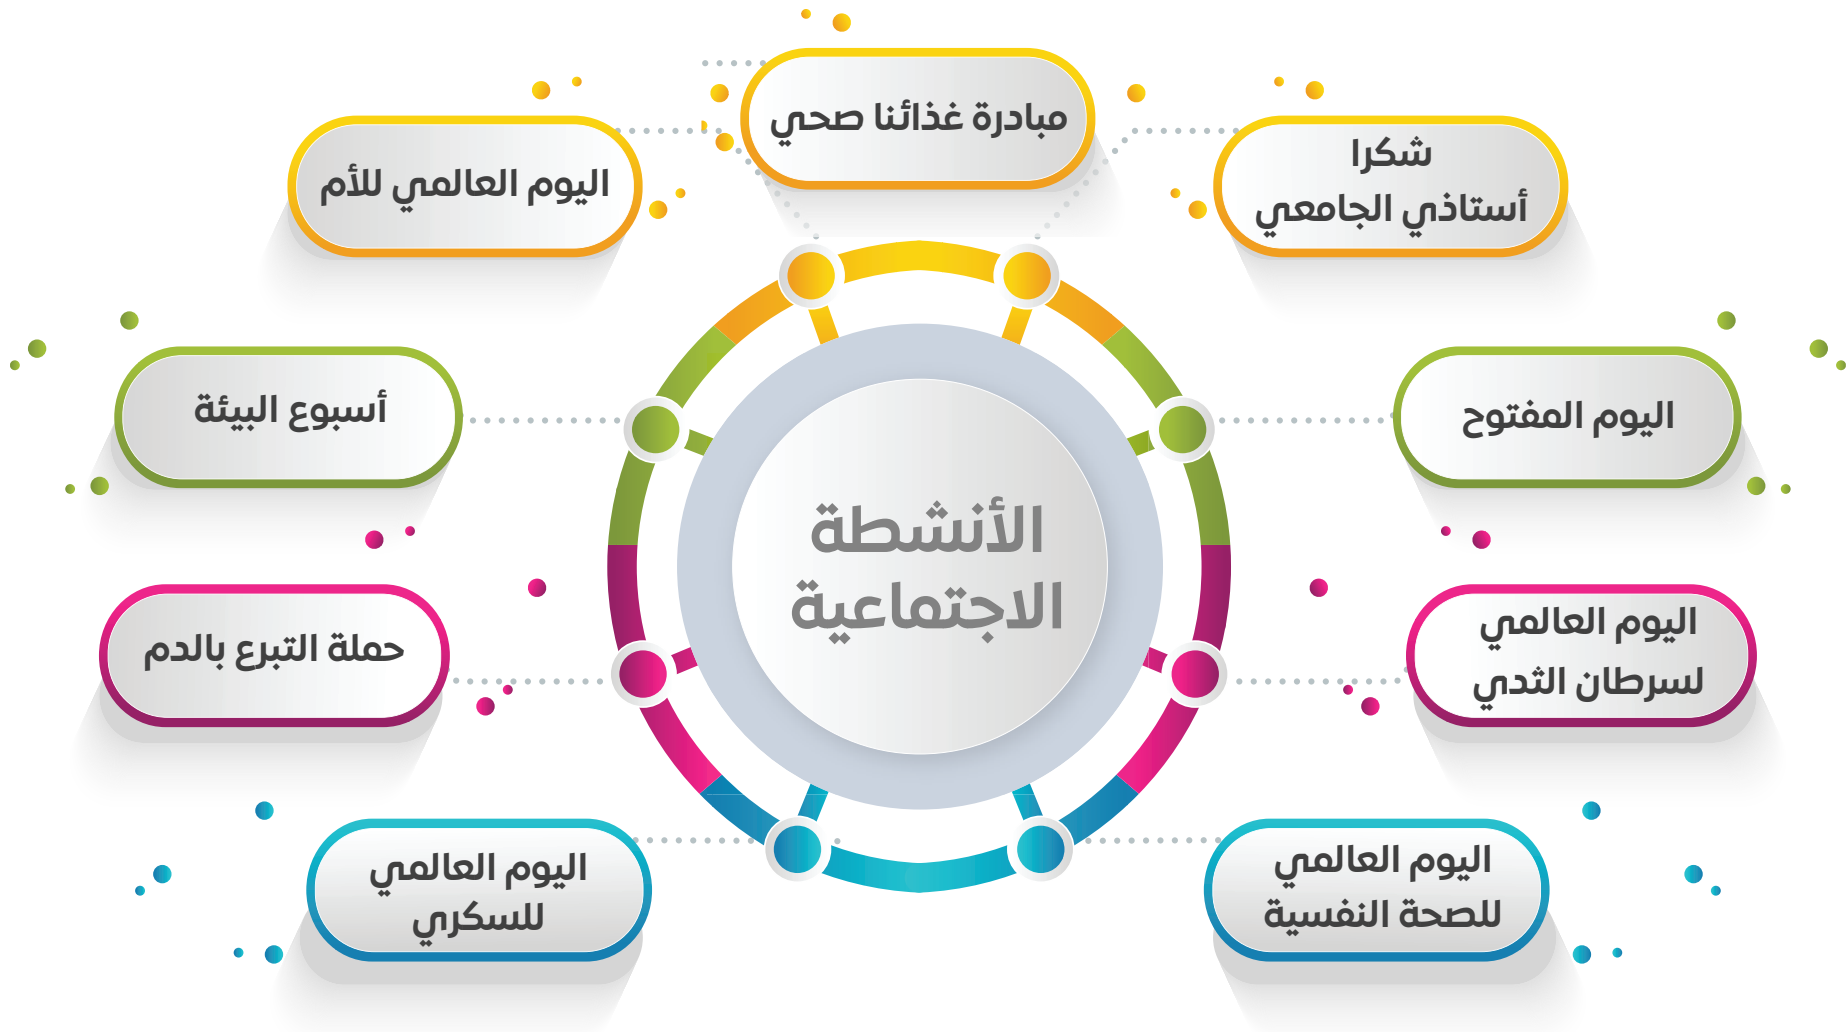 مبادرة غذائنا صحي
شكرا
أستاذي الجامعي
اليوم العالمي للأم
اليوم المفتوح
أسبوع البيئة
الأنشطة
الاجتماعية
اليوم العالمي
لسرطان الثدي
حملة التبرع بالدم
اليوم العالمي
للصحة النفسية
اليوم العالمي
للسكري